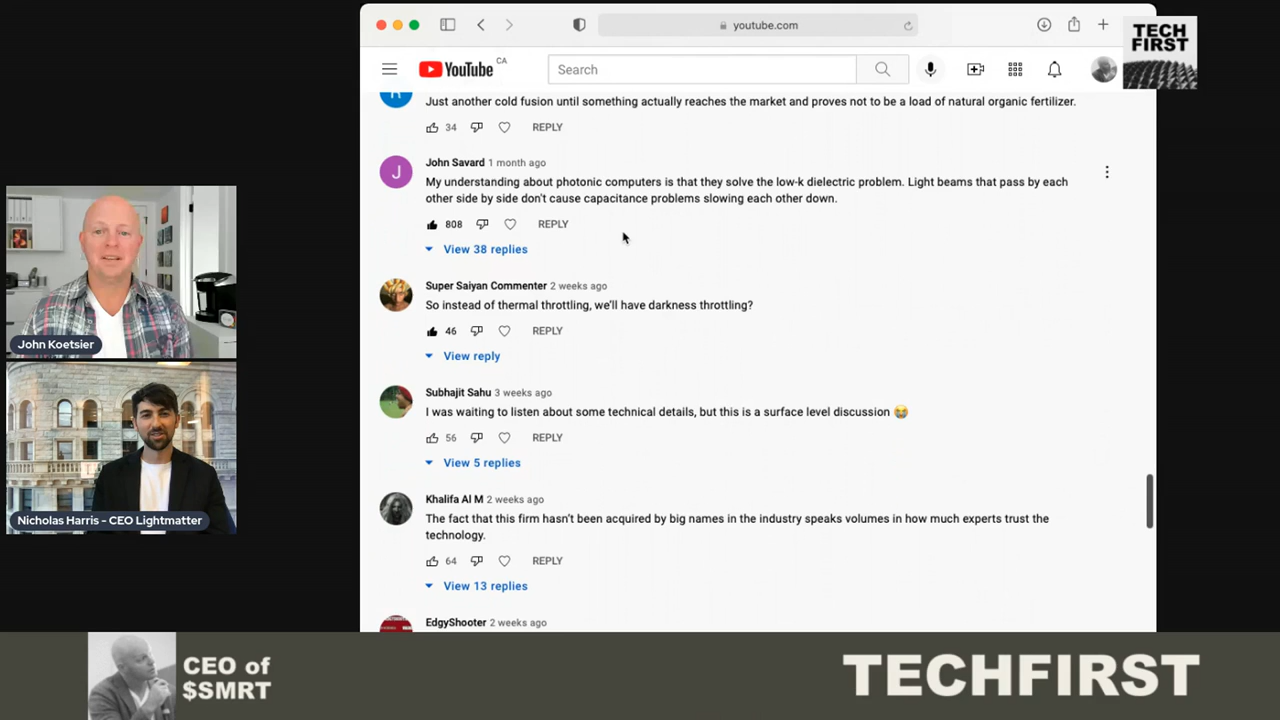 youtube.com
TECH
FIRST
YouTube CA
Search
Just another cold fusion until something actually reaches the market and proves not to be a load of natural organic fertilizer.
34 REPLY
J
John Savard 1 month ago
My understanding about photonic computers is that they solve the low-k dielectric problem. Light beams that pass by each
other side by side don't cause capacitance problems slowing each other down.
808 REPLY
View 38 replies
Super Saiyan Commenter 2 weeks ago
So instead of thermal throttling, we'll have darkness throttling?
46 REPLY
View reply
Subhajit Sahu 3 weeks ago
I was waiting to listen about some technical details, but this is a surface level discussion 😭
56 REPLY
View 5 replies
Khalifa Al M 2 weeks ago
The fact that this firm hasn't been acquired by big names in the industry speaks volumes in how much experts trust the
technology.
64 REPLY
View 13 replies
EdgyShooter 2 weeks ago
John Koetsier
Nicholas Harris - CEO Lightmatter
CEO of
$SMRT
TECHFIRST